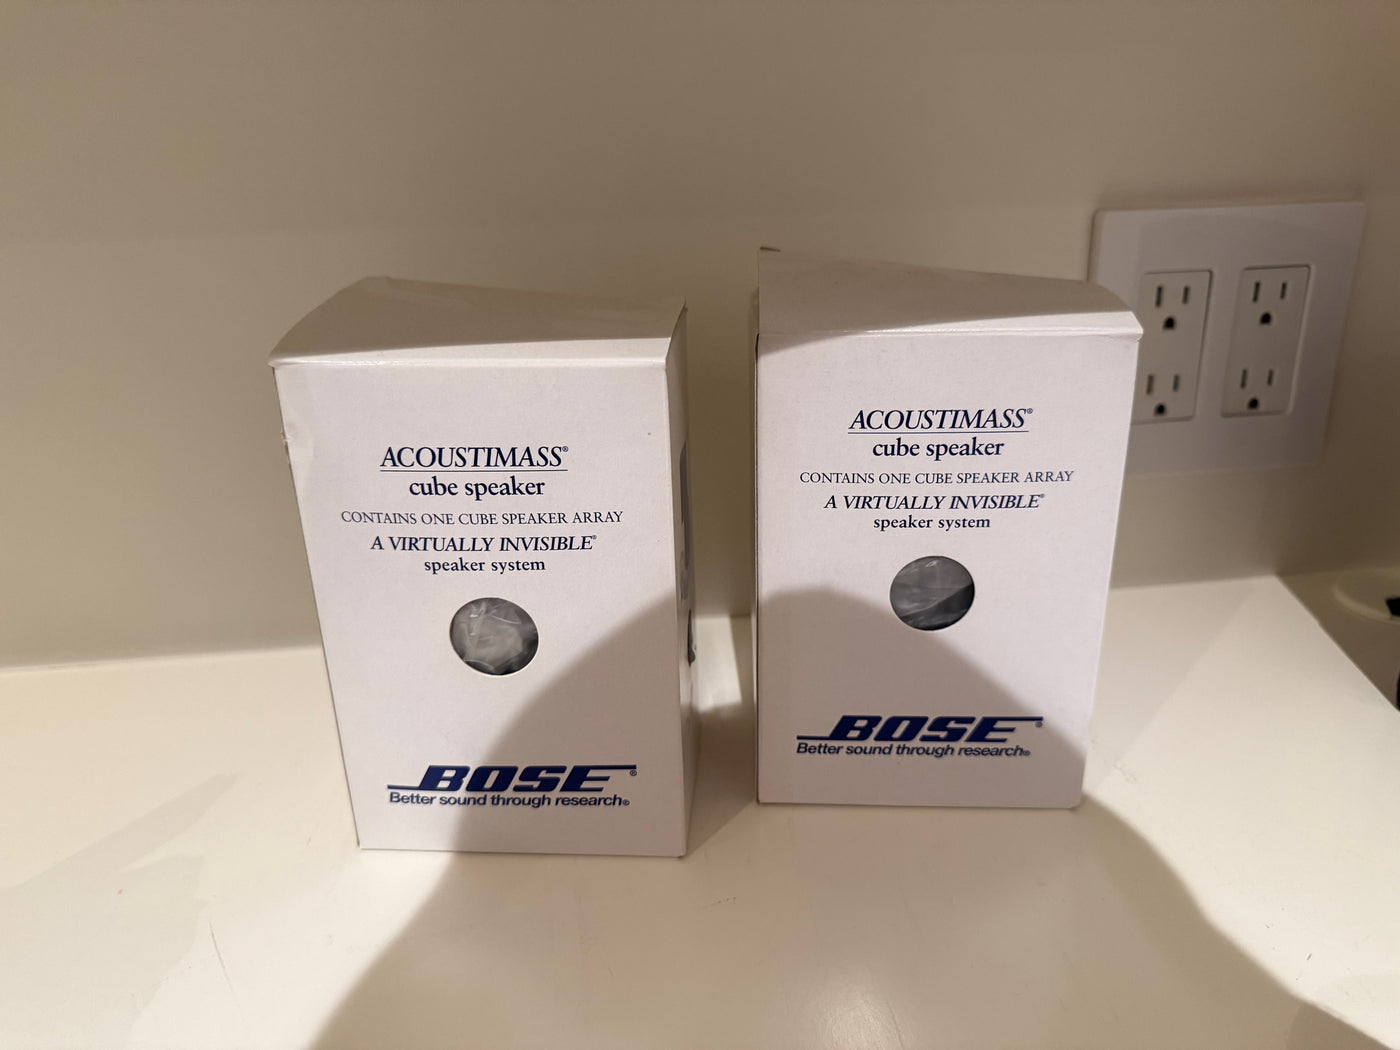 ACOUSTIMASS®
cube speaker
CONTAINS ONE CUBE SPEAKER ARRAY
A VIRTUALLY INVISIBLE®
speaker system
BOSE®
Better sound through research®
ACOUSTIMASS®
cube speaker
CONTAINS ONE CUBE SPEAKER ARRAY
A VIRTUALLY INVISIBLE®
speaker system
BOSE®
Better sound through research®